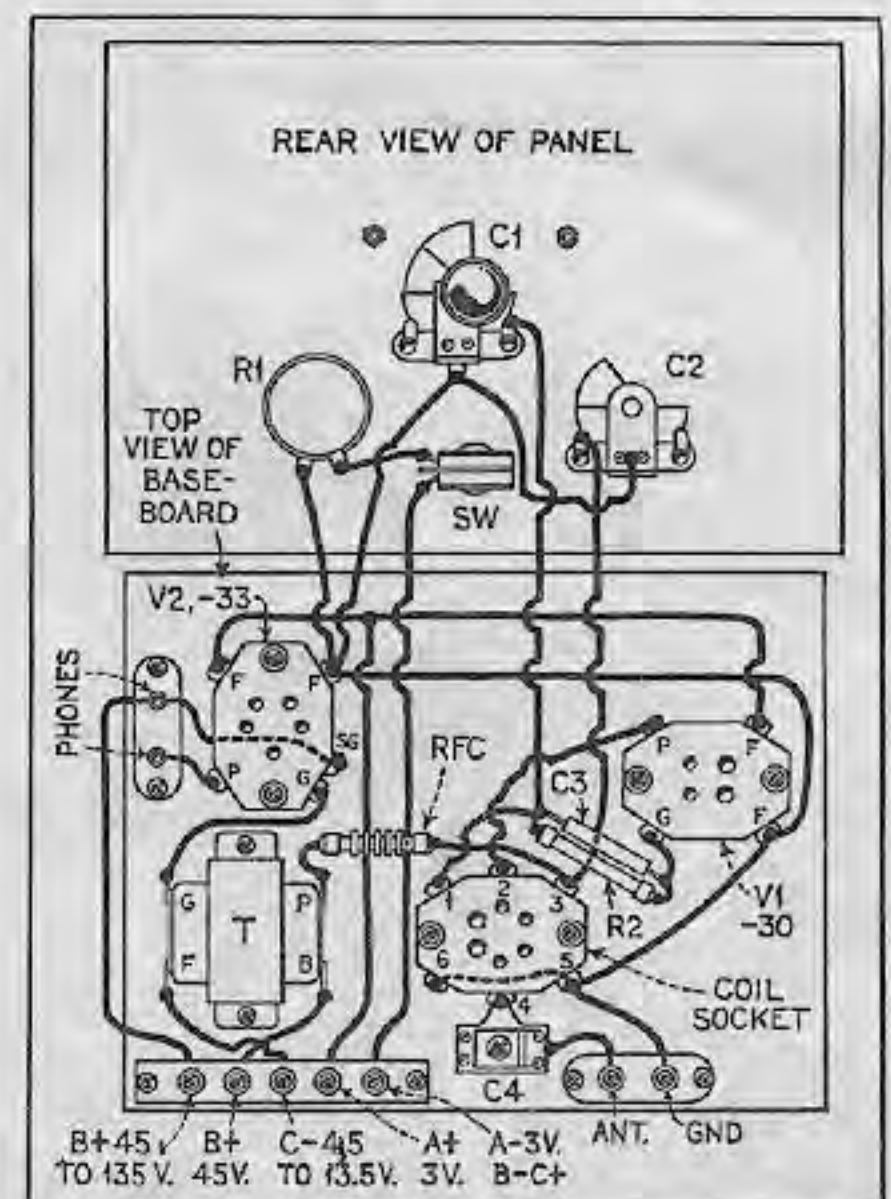 REAR VIEW OF PANEL
C1
R1
C2
TOP
VIEW OF
BASE-
BOARD
SW
V2,-33
PHONES
F
F
P
G
SG
RFC
C3
P
F
G
F
G
P
T
F
B
1
2
3
6
5
4
R2
V1
-30
COIL
SOCKET
C4
ANT.
GND
B+45
TO 135 V.
B+
45V.
C-4.5
TO 13.5V.
A+
3V.
A-3V.
B-C+